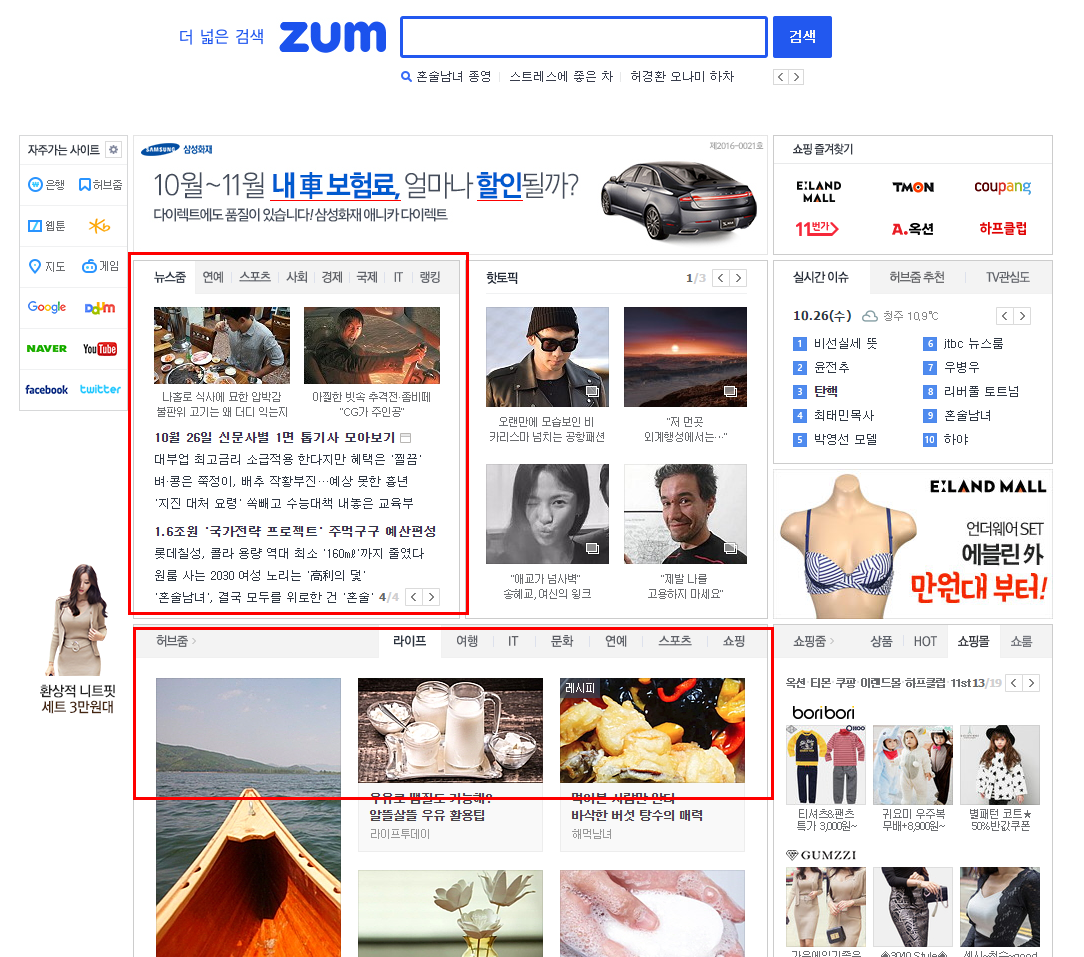 더 넓은 검색 zum 검색
혼술남녀 종영 스트레스에 좋은 차 허경환 오나미 하차
자주가는 사이트
은행 허브줌
웹툰
지도 게임
Google Daum
NAVER YouTube
facebook twitter
SAMSUNG 삼성화재
제2016-0021호
10월~11월 내 車 보험료, 얼마나 할인될까?
다이렉트에도 품질이 있습니다! 삼성화재 애니카 다이렉트
쇼핑 즐겨찾기
E:LAND MALL TMON coupang
11번가 A.옥션 하프클럽
뉴스줌 연예 스포츠 사회 경제 국제 IT 랭킹
나홀로 식사에 묘한 압박감
불판위 고기는 왜 더디 익는지
아찔한 빗속 추격전·좀비떼
"CG가 주인공"
10월 26일 신문사별 1면 톱기사 모아보기
대부업 최고금리 소급적용 한다지만 혜택은 '찔끔'
벼·콩은 쭉정이, 배추 작황부진…예상 못한 흉년
'지진 대처 요령' 쏙빼고 수능대책 내놓은 교육부
1.6조원 '국가전략 프로젝트' 주먹구구 예산편성
롯데칠성, 콜라 용량 역대 최소 '160㎖'까지 줄였다
원룸 사는 2030 여성 노리는 '高利의 덫'
'혼술남녀', 결국 모두를 위로한 건 '혼술' 4/4
핫토픽 1/3
오랜만에 모습보인 비
카리스마 넘치는 공항패션
"저 먼곳
외계행성에서는…"
"애교가 넘사벽"
송혜교, 여신의 윙크
"제발 나를
고용하지 마세요"
실시간 이슈 허브줌 추천 TV관심도
10.26(수) 청주 10.9℃
1 비선실세 뜻
2 윤전추
3 탄핵
4 최태민목사
5 박영선 모델
6 jtbc 뉴스룸
7 우병우
8 리버풀 토트넘
9 혼술남녀
10 하야
E:LAND MALL
언더웨어 SET
에블린 外
만원대 부터!
환상적 니트핏
세트 3만원대
허브줌 라이프 여행 IT 문화 연예 스포츠 쇼핑
우유로 찜질도 가능해?
알뜰살뜰 우유 활용팁
라이프투데이
레시피
먹어본 사람만 안다
바삭한 버섯 탕수의 매력
해먹남녀
쇼핑줌 상품 HOT 쇼핑몰 쇼룸
옥션 티몬 쿠팡 이랜드몰 하프클럽 11st 13/19
boribori
티셔츠&팬츠
특가 3,000원~
귀요미 우주복
무배+8,900원~
별패턴 코트★
50%반값쿠폰
GUMZZI